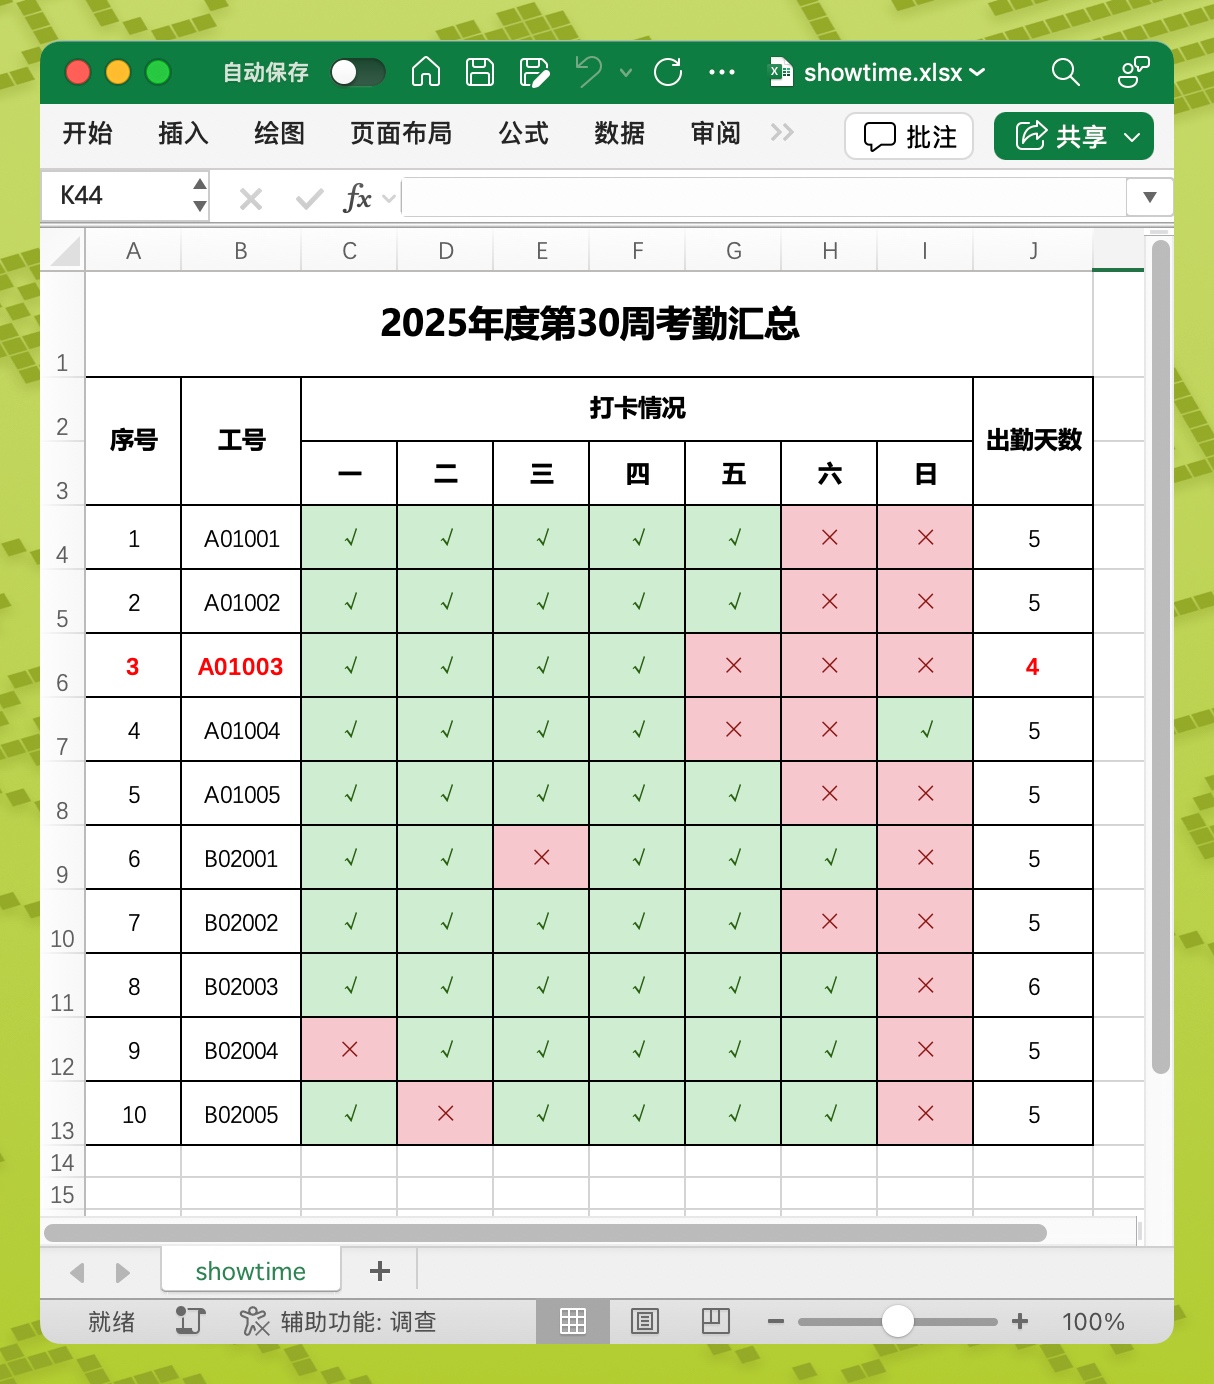 自动保存 showtime.xlsx
开始 插入 绘图 页面布局 公式 数据 审阅 批注 共享
K44 fx
A B C D E F G H I J
1 2025年度第30周考勤汇总
2 序号 工号 打卡情况 出勤天数
3 一 二 三 四 五 六 日
4 1 A01001 √ √ √ √ √ × × 5
5 2 A01002 √ √ √ √ √ × × 5
6 3 A01003 √ √ √ √ × × × 4
7 4 A01004 √ √ √ √ × × √ 5
8 5 A01005 √ √ √ √ √ × × 5
9 6 B02001 √ √ × √ √ √ × 5
10 7 B02002 √ √ √ √ √ × × 5
11 8 B02003 √ √ √ √ √ √ × 6
12 9 B02004 × √ √ √ √ √ × 5
13 10 B02005 √ × √ √ √ √ × 5
14
15
showtime
就绪 辅助功能: 调查 100%